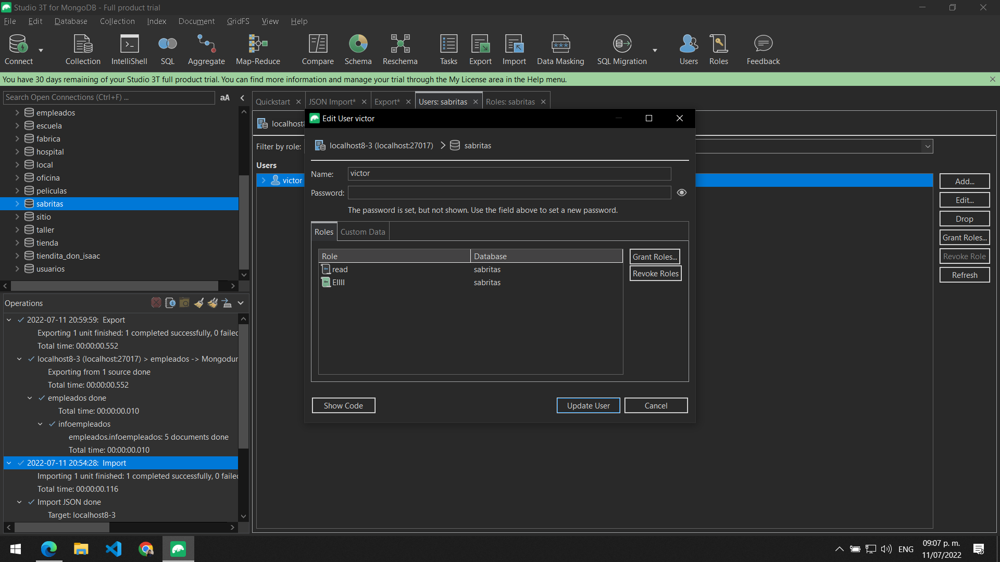 Studio 3T for MongoDB - Full product trial
File Edit Database Collection Index Document GridFS View Help
Connect Collection IntelliShell SQL Aggregate Map-Reduce Compare Schema Reschema Tasks Export Import Data Masking SQL Migration Users Roles Feedback
You have 30 days remaining of your Studio 3T full product trial. You can find more information and manage your trial through the My License area in the Help menu.
Search Open Connections (Ctrl+F) ... aA
empleados
escuela
fabrica
hospital
local
oficina
peliculas
sabritas
sitio
taller
tienda
tiendita_don_isaac
usuarios
Operations
2022-07-11 20:59:59: Export
Exporting 1 unit finished: 1 completed successfully, 0 failed
Total time: 00:00:00.552
localhost8-3 (localhost:27017) > empleados -> Mongodur
Exporting from 1 source done
Total time: 00:00:00.552
empleados done
Total time: 00:00:00.010
infoempleados
empleados.infoempleados: 5 documents done
Total time: 00:00:00.010
2022-07-11 20:54:28: Import
Importing 1 unit finished: 1 completed successfully, 0 failed
Total time: 00:00:00.116
Import JSON done
Target: localhost8-3
Quickstart JSON Import* Export* Users: sabritas Roles: sabritas
localhost8
Filter by role:
Users
victor
Add...
Edit...
Drop
Grant Roles...
Revoke Role
Refresh
Edit User victor
localhost8-3 (localhost:27017) sabritas
Name: victor
Password:
The password is set, but not shown. Use the field above to set a new password.
Roles Custom Data
Role Database
read sabritas
EIIII sabritas
Grant Roles...
Revoke Roles
Show Code Update User Cancel
ENG
09:07 p. m.
11/07/2022